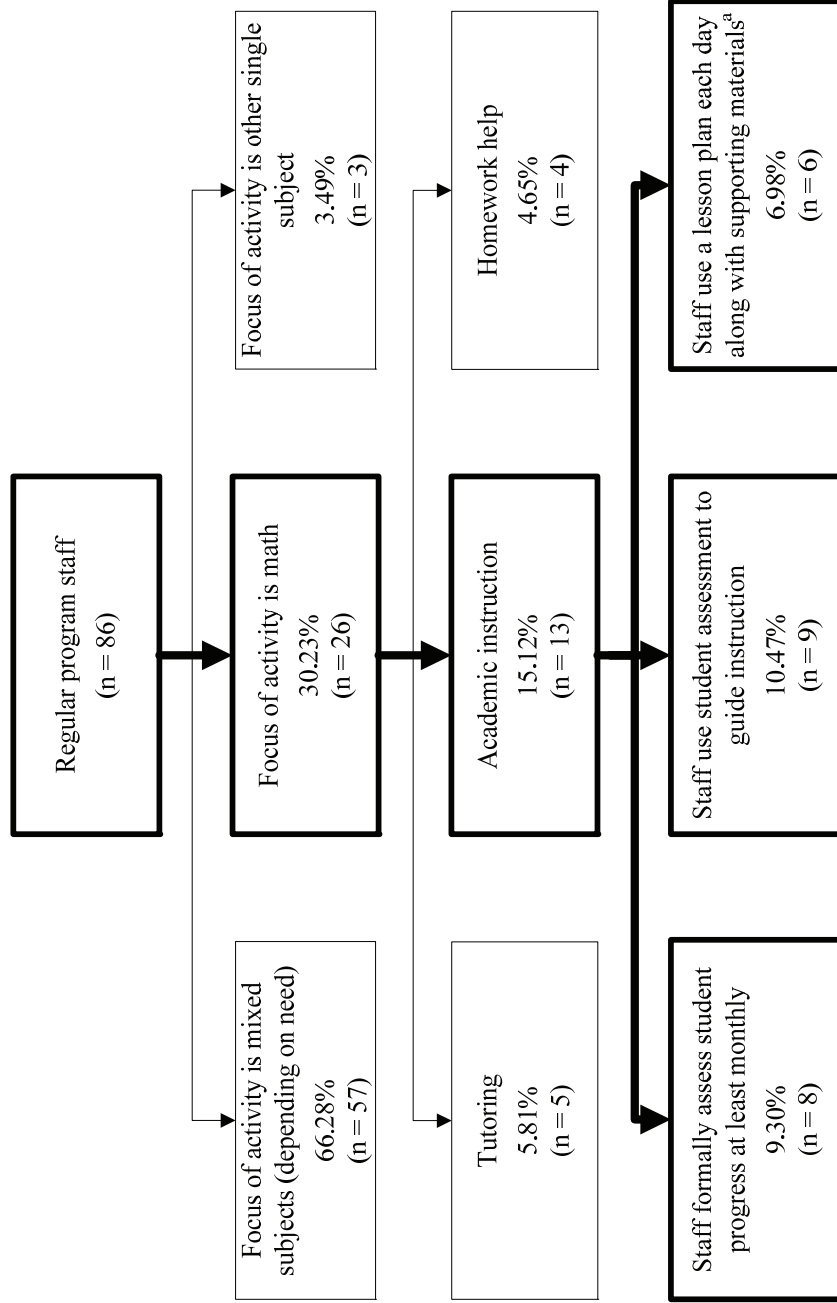 Regular program staff
(n = 86)
Focus of activity is mixed
subjects (depending on need)
66.28%
(n = 57)
Focus of activity is math
30.23%
(n = 26)
Focus of activity is other single
subject
3.49%
(n = 3)
Tutoring
5.81%
(n = 5)
Academic instruction
15.12%
(n = 13)
Homework help
4.65%
(n = 4)
Staff formally assess student
progress at least monthly
9.30%
(n = 8)
Staff use student assessment to
guide instruction
10.47%
(n = 9)
Staff use a lesson plan each day
along with supporting materialsᵃ
6.98%
(n = 6)